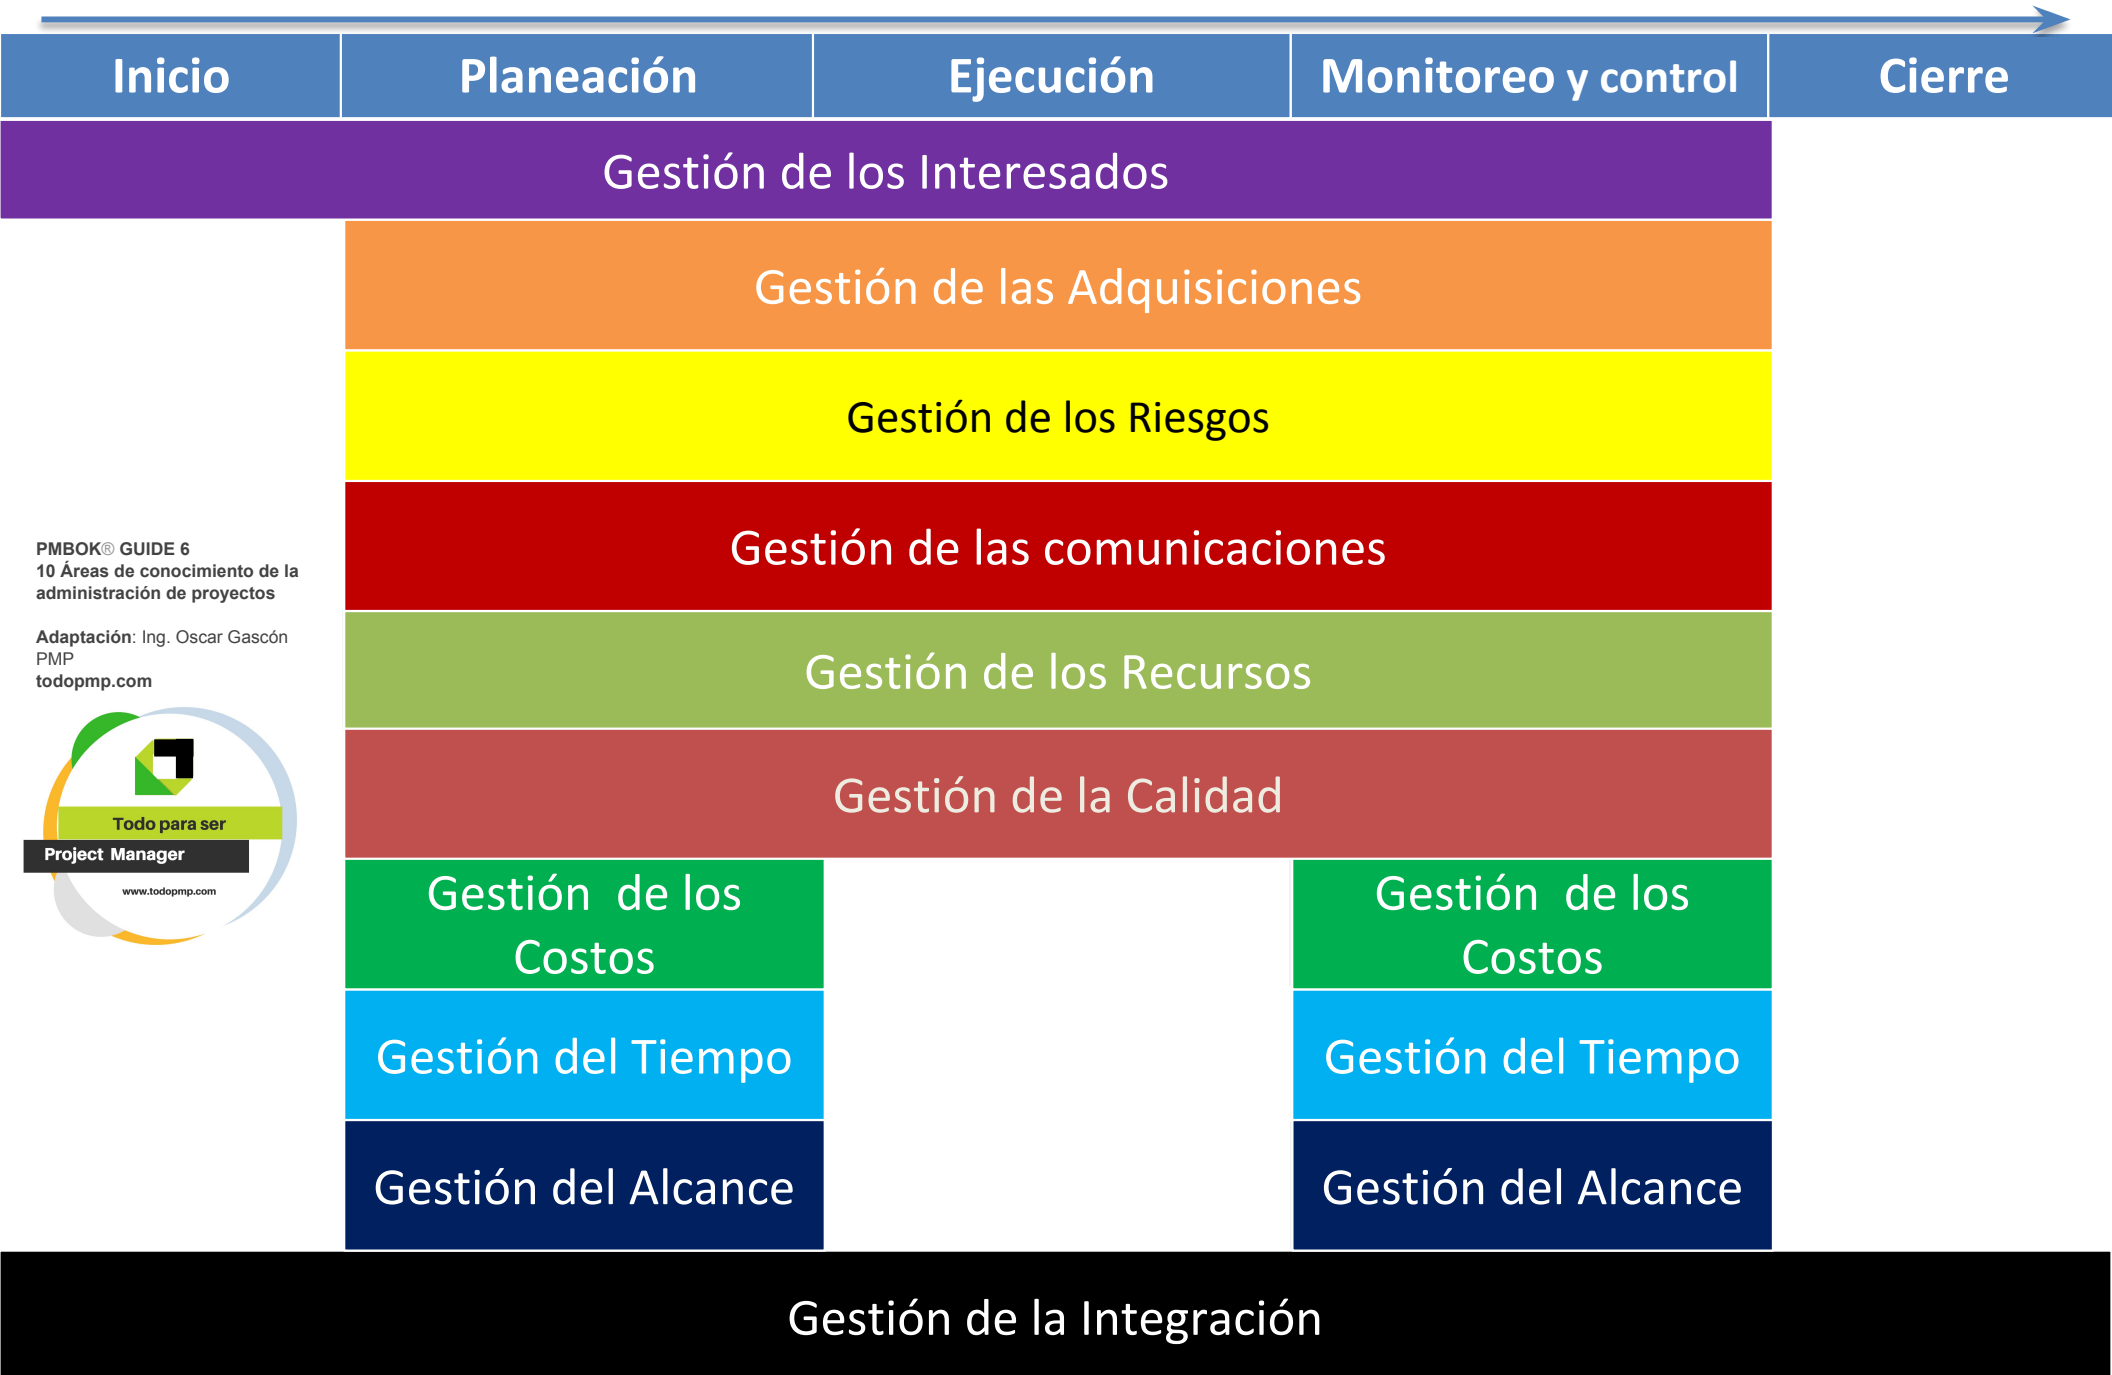 Inicio
Planeación
Ejecución
Monitoreo y control
Cierre
Gestión de los Interesados
Gestión de las Adquisiciones
Gestión de los Riesgos
Gestión de las comunicaciones
Gestión de los Recursos
Gestión de la Calidad
PMBOK® GUIDE 6
10 Áreas de conocimiento de la
administración de proyectos
Adaptación: Ing. Oscar Gascón
PMP
todopmp.com
Todo para ser
Project Manager
www.todopmp.com
Gestión de los
Costos
Gestión de los
Costos
Gestión del Tiempo
Gestión del Tiempo
Gestión del Alcance
Gestión del Alcance
Gestión de la Integración